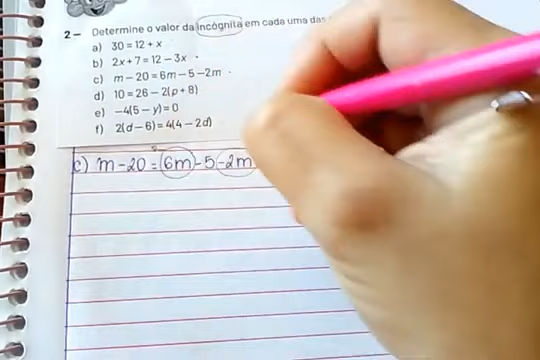 2 – Determine o valor da incógnita em cada uma das
a) 30 = 12 + x
b) 2x + 7 = 12 – 3x
c) m – 20 = 6m – 5 – 2m
d) 10 = 26 – 2(p + 8)
e) –4(5 – y) = 0
f) 2(d – 6) = 4(4 – 2d)
c) m – 20 = 6m – 5 – 2m